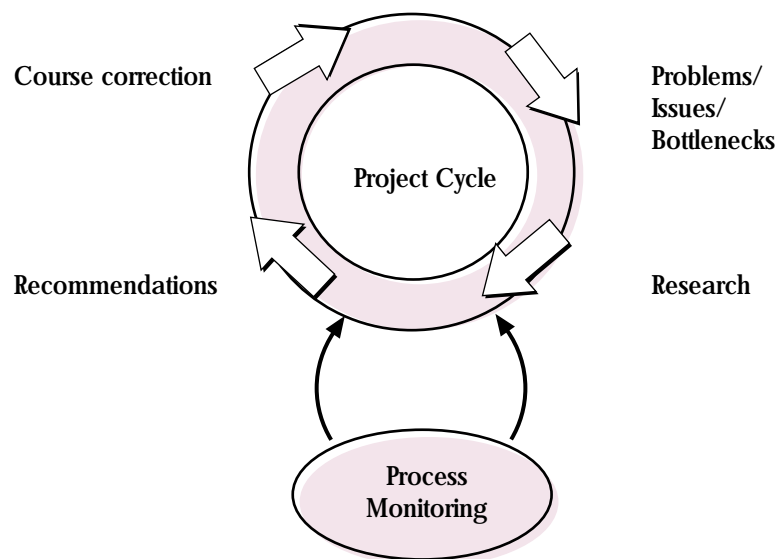 Course correction
Problems/
Issues/
Bottlenecks
Project Cycle
Recommendations
Research
Process
Monitoring